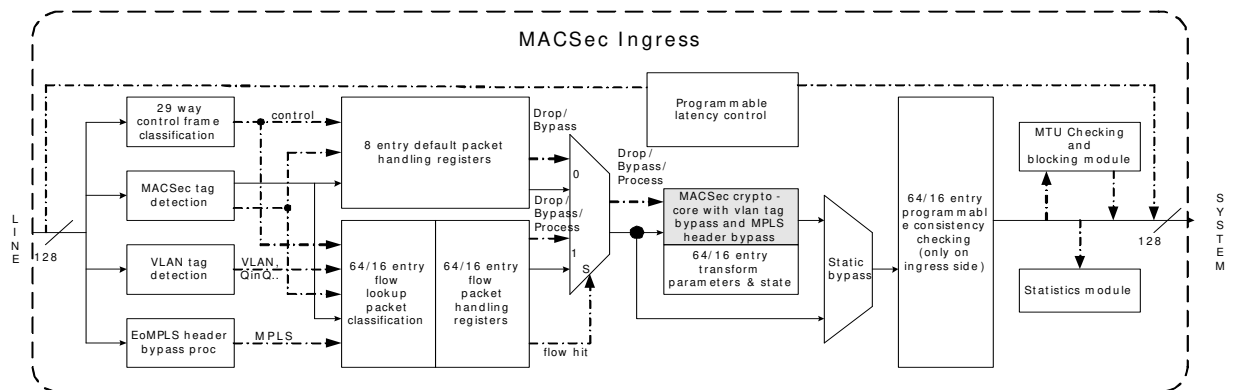 MACSec Ingress
LINE
128
29 way
control frame
classification
MACSec tag
detection
VLAN tag
detection
EoMPLS header
bypass proc
control
VLAN,
QinQ..
MPLS
8 entry default packet
handling registers
64/16 entry
flow
lookup
packet
classification
64/16 entry
flow
packet
handling
registers
Drop/
Bypass
0
Drop/
Bypass/
Process
1
S
flow hit
Drop/
Bypass/
Process
Programmable
latency control
MACSec crypto -
core with vlan tag
bypass and MPLS
header bypass
64/16 entry
transform
parameters & state
Static
bypass
64/16 entry
programmabl
e consistency
checking
(only on
ingress side)
MTU Checking
and
blocking module
128
Statistics module
SYSTEM